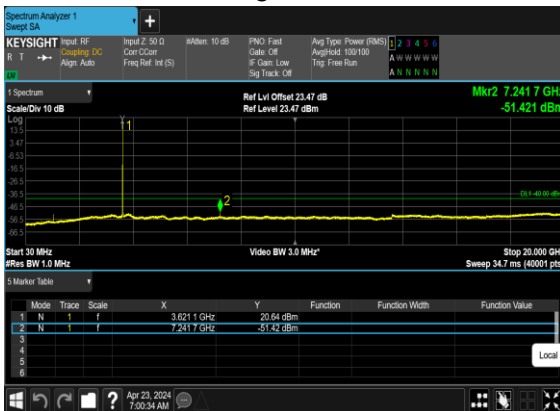 Spectrum Analyzer 1
Swept SA
KEYSIGHT Input: RF Input Z: 50 Ω #Atten: 10 dB PNO: Fast Avg Type: Power (RMS) 1 2 3 4 5 6
R T Coupling: DC Corr CCorr Gate: Off Avg|Hold: 100/100 A W W W W W
Align: Auto Freq Ref: Int (S) IF Gain: Low Trig: Free Run
Sig Track: Off A N N N N N
1 Spectrum
Ref Lvl Offset 23.47 dB Mkr2 7.241 7 GHz
Scale/Div 10 dB Ref Level 23.47 dBm -51.421 dBm
Log
1
13.5
3.47
-6.53
-16.5
-26.5
-36.5 DL1 -40.00 dBm
2
-46.5
-56.5
-66.5
Start 30 MHz Video BW 3.0 MHz* Stop 20.000 GHz
#Res BW 1.0 MHz Sweep 34.7 ms (40001 pts
5 Marker Table
Mode Trace Scale X Y Function Function Width Function Value
1 N 1 f 3.621 1 GHz 20.64 dBm
2 N 1 f 7.241 7 GHz -51.42 dBm
3
4
5
6
Local
? Apr 23, 2024
7:00:34 AM